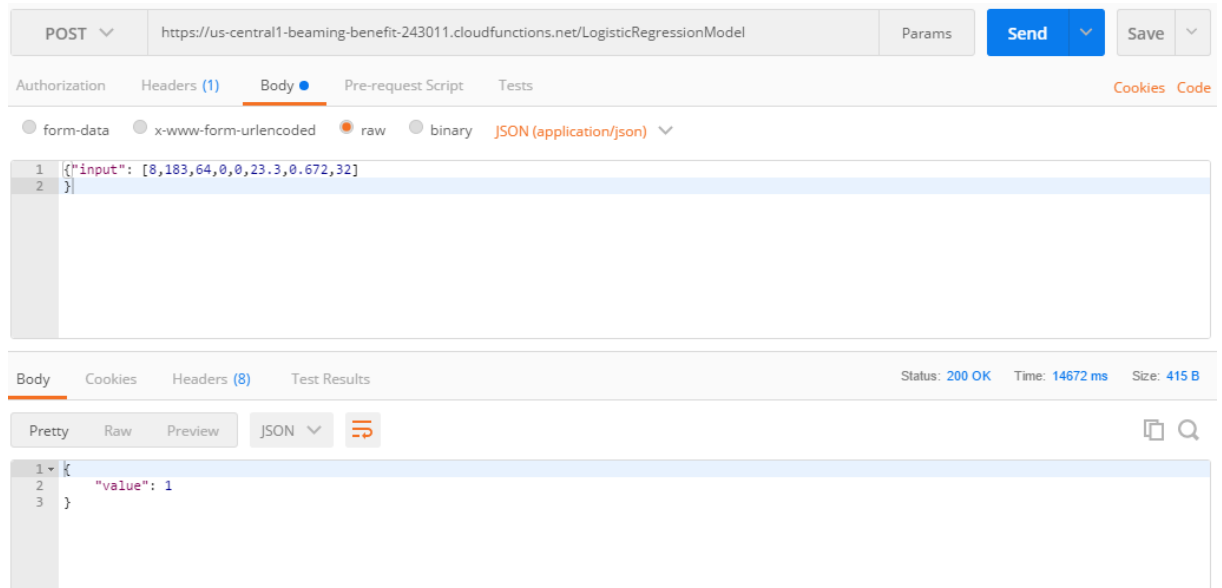 POST https://us-central1-beaming-benefit-243011.cloudfunctions.net/LogisticRegressionModel Params Send Save
Authorization Headers (1) Body Pre-request Script Tests Cookies Code
form-data x-www-form-urlencoded raw binary JSON (application/json)
1 {"input": [8,183,64,0,0,23.3,0.672,32]
2 }
Body Cookies Headers (8) Test Results Status: 200 OK Time: 14672 ms Size: 415 B
Pretty Raw Preview JSON
1 {
2 "value": 1
3 }